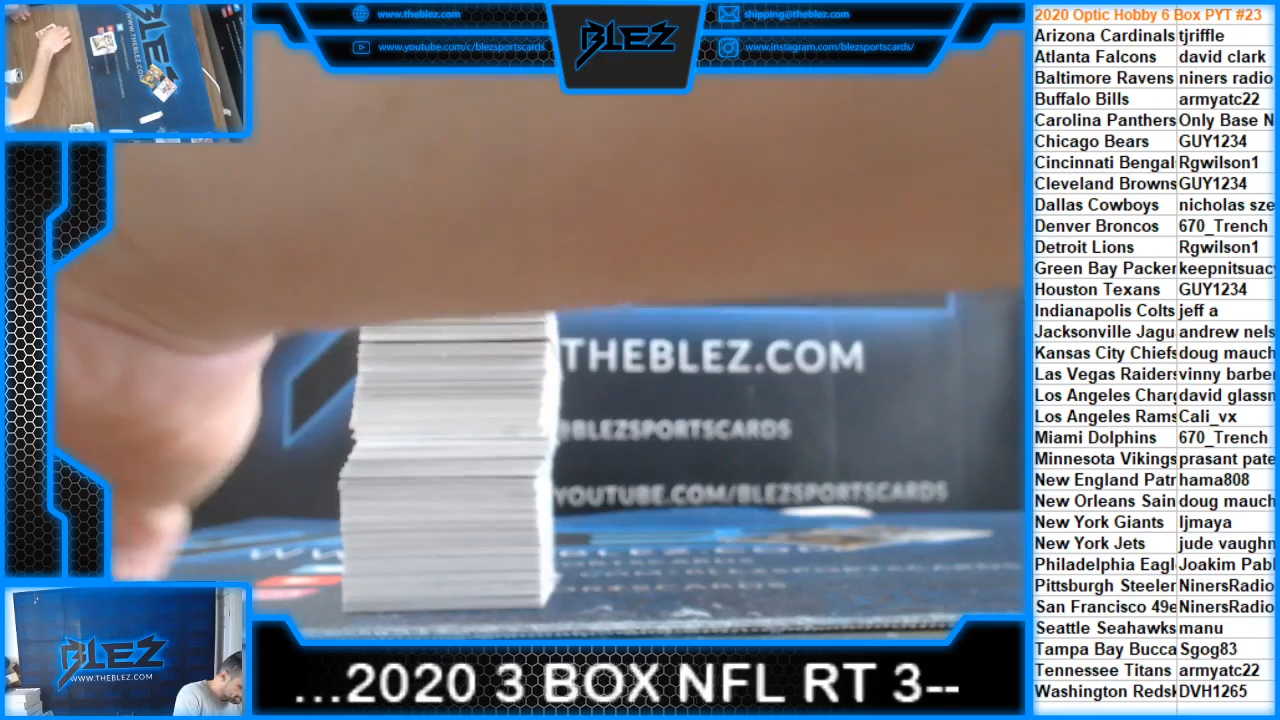 www.theblez.com
shipping@theblez.com
www.youtube.com/c/blezsportscards
www.instagram.com/blezsportscards/
BLEZ
THEBLEZ.COM
@BLEZSPORTSCARDS
YOUTUBE.COM/BLEZSPORTSCARDS
BLEZ
WWW.THEBLEZ.COM
...2020 3 BOX NFL RT 3--
2020 Optic Hobby 6 Box PYT #23
Arizona Cardinals tjriffle
Atlanta Falcons david clark
Baltimore Ravens niners radio
Buffalo Bills armyatc22
Carolina Panthers Only Base N
Chicago Bears GUY1234
Cincinnati Bengal Rgwilson1
Cleveland Browns GUY1234
Dallas Cowboys nicholas sze
Denver Broncos 670_Trench
Detroit Lions Rgwilson1
Green Bay Packer keepnitsuac
Houston Texans GUY1234
Indianapolis Colts jeff a
Jacksonville Jagu andrew nels
Kansas City Chiefs doug mauch
Las Vegas Raiders vinny barber
Los Angeles Charg david glassn
Los Angeles Rams Cali_vx
Miami Dolphins 670_Trench
Minnesota Vikings prasant pate
New England Patr hama808
New Orleans Sain doug mauch
New York Giants ljmaya
New York Jets jude vaughn
Philadelphia Eagl Joakim Pabl
Pittsburgh Steeler NinersRadio
San Francisco 49e NinersRadio
Seattle Seahawks manu
Tampa Bay Bucca Sgog83
Tennessee Titans armyatc22
Washington Redsk DVH1265